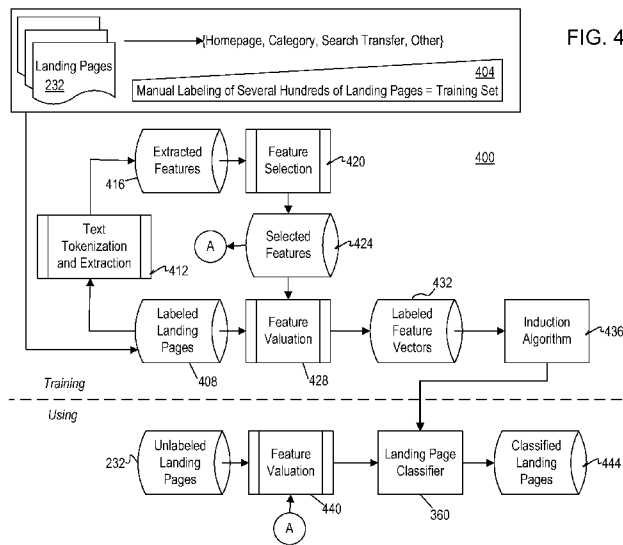 FIG. 4
{Homepage, Category, Search Transfer, Other}
Landing Pages
232
404
Manual Labeling of Several Hundreds of Landing Pages = Training Set
400
Extracted
Features
416
Feature
Selection
420
Text
Tokenization
and Extraction
412
A
Selected
Features
424
Labeled
Landing
Pages
408
Feature
Valuation
428
432
Labeled
Feature
Vectors
Induction
Algorithm
436
Training
Using
232
Unlabeled
Landing
Pages
Feature
Valuation
440
A
Landing Page
Classifier
360
Classified
Landing
Pages
444